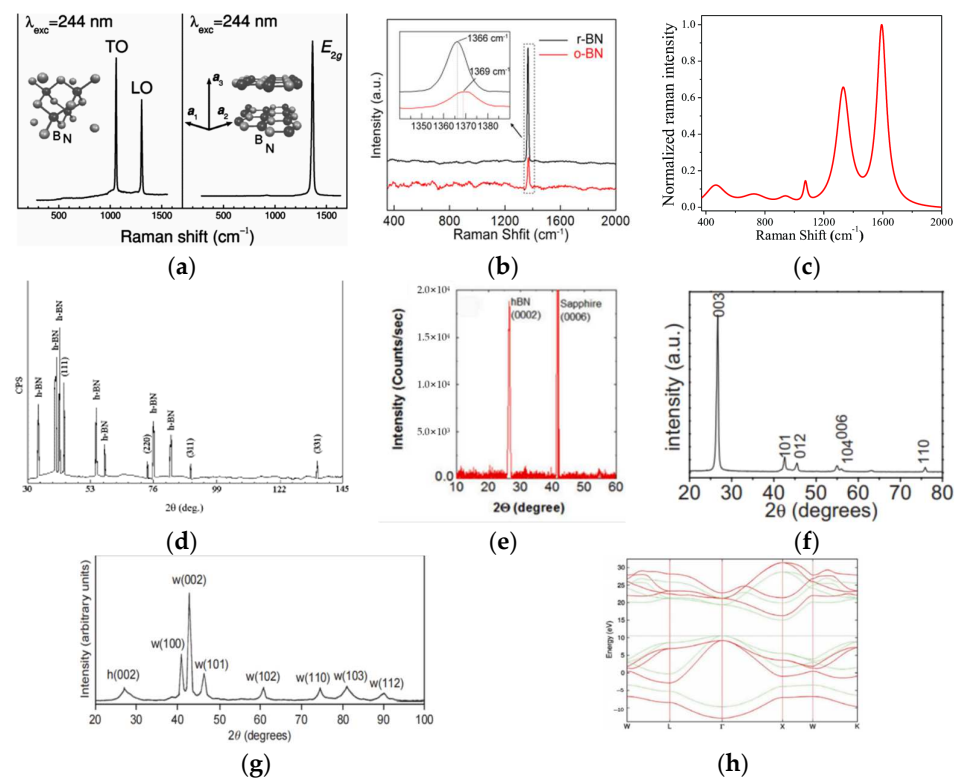 λexc=244 nm
λexc=244 nm
TO
LO
E2g
a3
a1
a2
B N
B N
500 1000 1500
500 1000 1500
Raman shift (cm⁻¹)
(a)
1366 cm⁻¹
1369 cm⁻¹
1350 1360 1370 1380
r-BN
o-BN
Intensity (a.u.)
400 800 1200 1600 2000
Raman Shfit (cm⁻¹)
(b)
Normalized raman intensity
1.0
0.8
0.6
0.4
0.2
0.0
400 800 1200 1600 2000
Raman Shift (cm⁻¹)
(c)
CPS
h-BN
h-BN
h-BN
(111)
h-BN
h-BN
(220)
h-BN
h-BN
(311)
(331)
30 53 76 99 122 145
2θ (deg.)
(d)
Intensity (Counts/sec)
2.0×10⁴
1.5×10⁴
1.0×10⁴
5.0×10³
0.0
hBN
(0002)
Sapphire
(0006)
10 20 30 40 50 60
2Θ (degree)
(e)
intensity (a.u.)
003
101
012
104
006
110
20 30 40 50 60 70 80
2θ (degrees)
(f)
Intensity (arbitrary units)
h(002)
w(100)
w(002)
w(101)
w(102)
w(110)
w(103)
w(112)
20 30 40 50 60 70 80 90 100
2θ (degrees)
(g)
Energy (eV)
30
25
20
15
10
5
0
−5
−10
W L Γ X W K
(h)